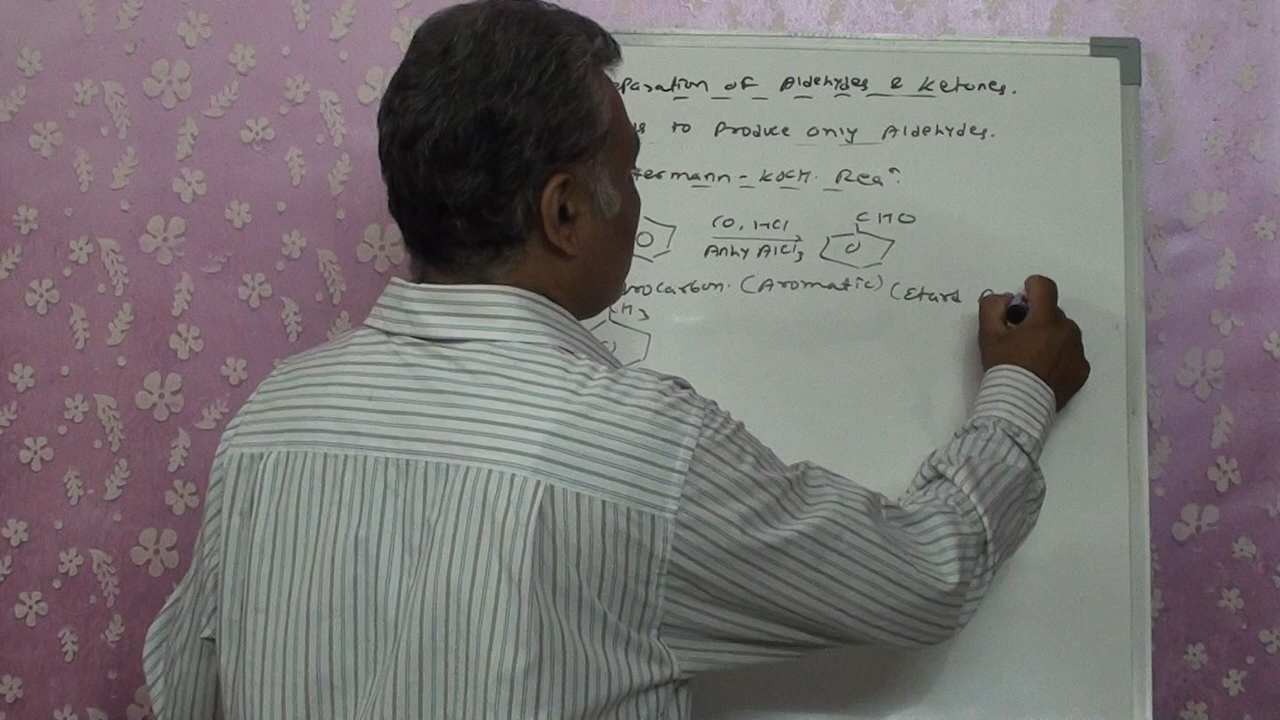 eparation of Aldehydes & Ketones.
to Produce only Aldehydes.
termann - KOCH. Rea^n
CO, HCl
Anhy AlCl3
CHO
rocarbon. (Aromatic) (Etard
CH3